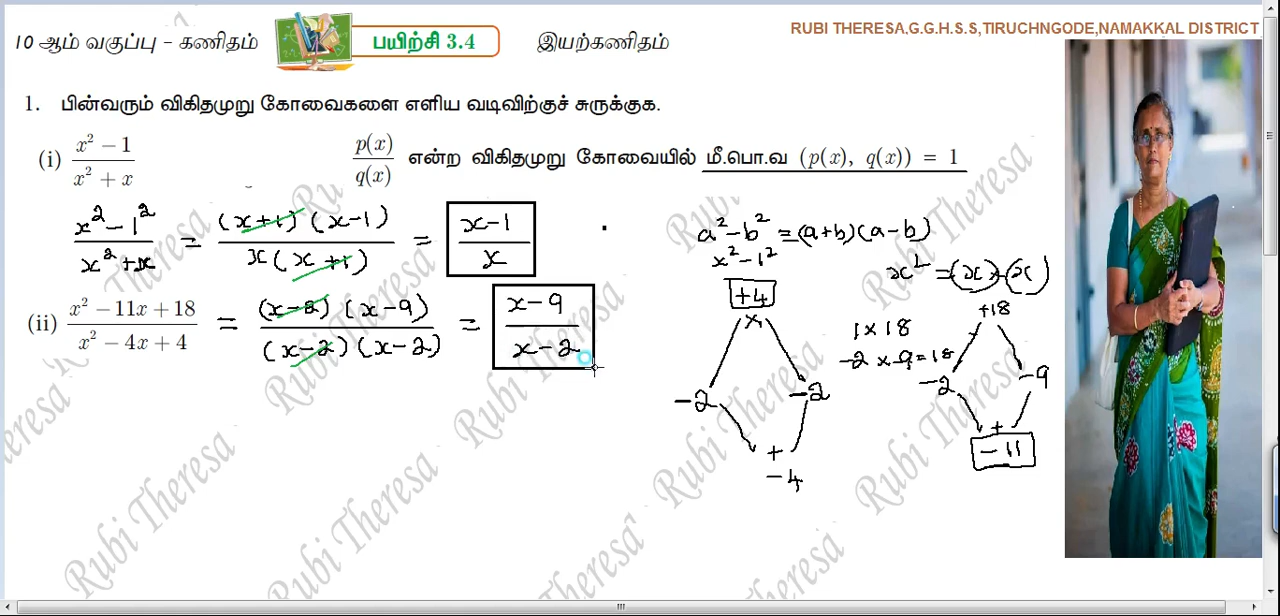 RUBI THERESA.G.G.H.S.S,TIRUCHNGODE,NAMAKKAL DISTRICT
10 ஆம் வகுப்பு - கணிதம் பயிற்சி 3.4 இயற்கணிதம்
1. பின்வரும் விகிதமுறு கோவைகளை எளிய வடிவிற்குச் சுருக்குக.
(i) (x² − 1)/(x² + x) p(x)/q(x) என்ற விகிதமுறு கோவையில் மீ.பொ.வ (p(x), q(x)) = 1
(x² − 1²)/(x² + x) = (x+1)(x−1)/x(x+1) = (x−1)/x
a² − b² = (a+b)(a−b)
x² − 1²
x² = (x) × (x)
(ii) (x² − 11x + 18)/(x² − 4x + 4) = (x−2)(x−9)/(x−2)(x−2) = (x−9)/(x−2)
+4
×
−2 −2
+
−4
1 × 18
−2 × −9 = 18
+18
−2 −9
+
−11
Rubi Theresa